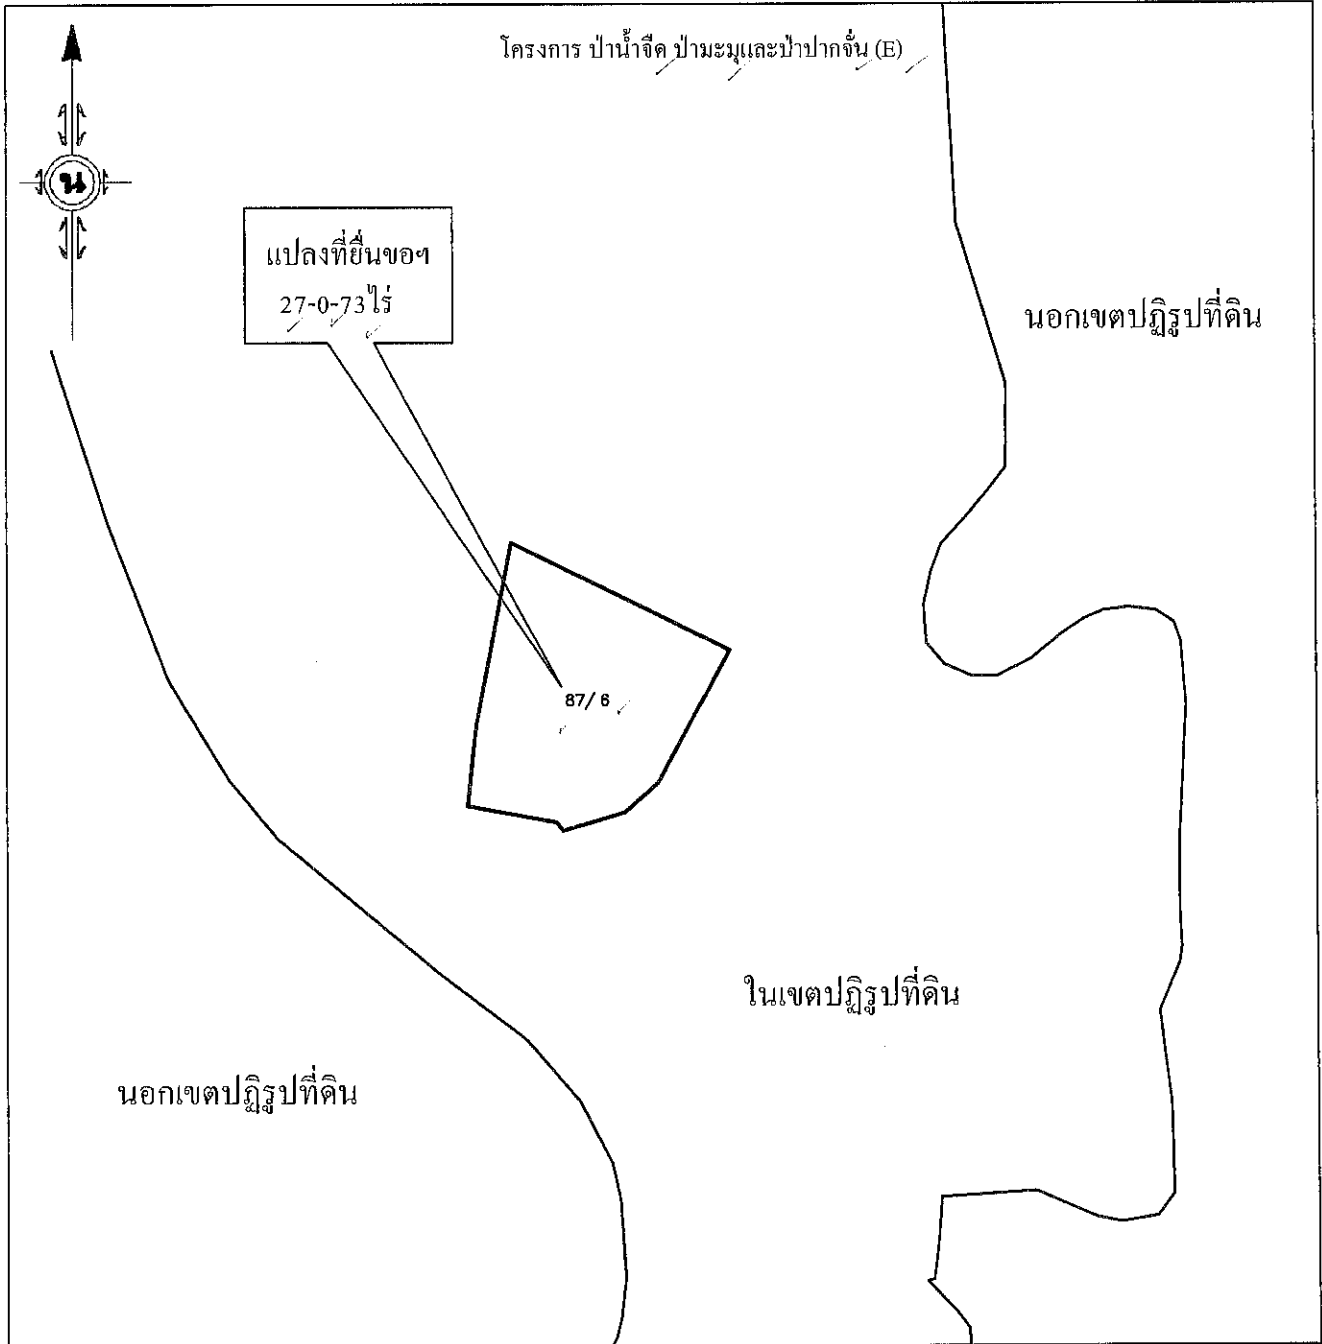 โครงการ ป่าน้ำจืด ป่ามะมุและป่าปากจั่น (E)
น
แปลงที่ยื่นขอฯ
27-0-73 ไร่
นอกเขตปฏิรูปที่ดิน
87/ 6
ในเขตปฏิรูปที่ดิน
นอกเขตปฏิรูปที่ดิน